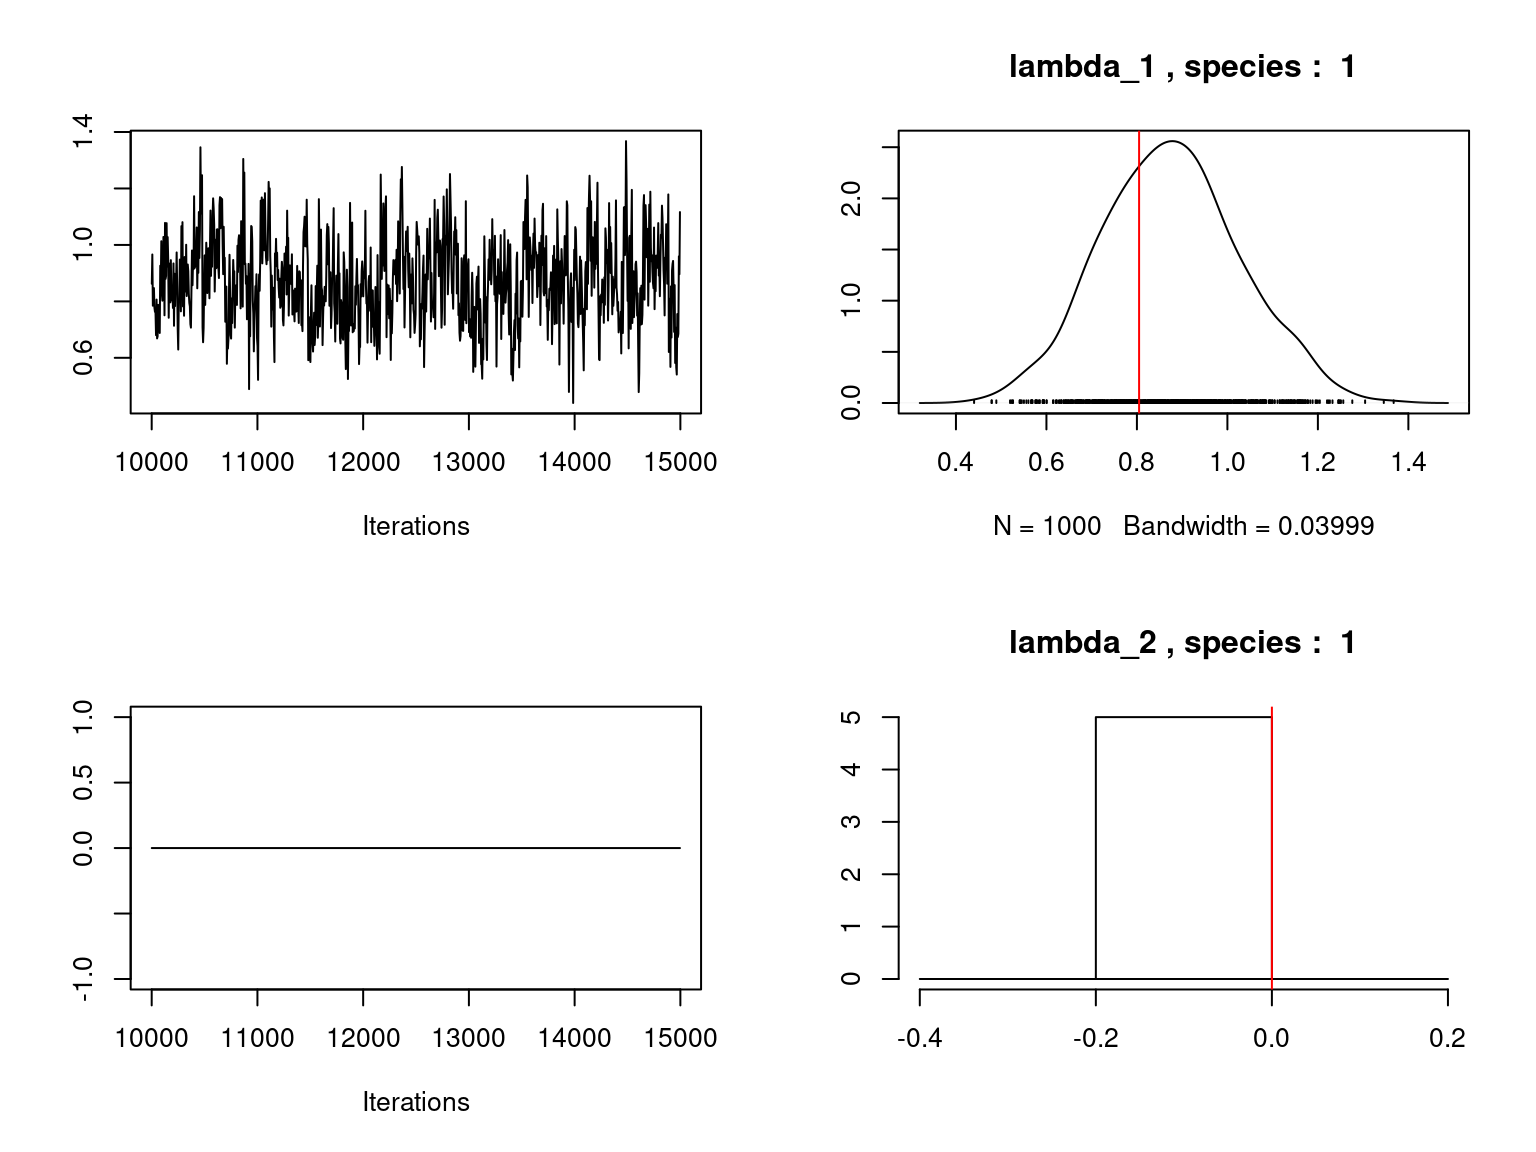 lambda_1 , species : 1
1.4
1.0
0.6
10000 11000 12000 13000 14000 15000
Iterations
2.0
1.0
0.0
0.4 0.6 0.8 1.0 1.2 1.4
N = 1000 Bandwidth = 0.03999
lambda_2 , species : 1
1.0
0.5
0.0
-1.0
10000 11000 12000 13000 14000 15000
Iterations
5
4
3
2
1
0
-0.4 -0.2 0.0 0.2